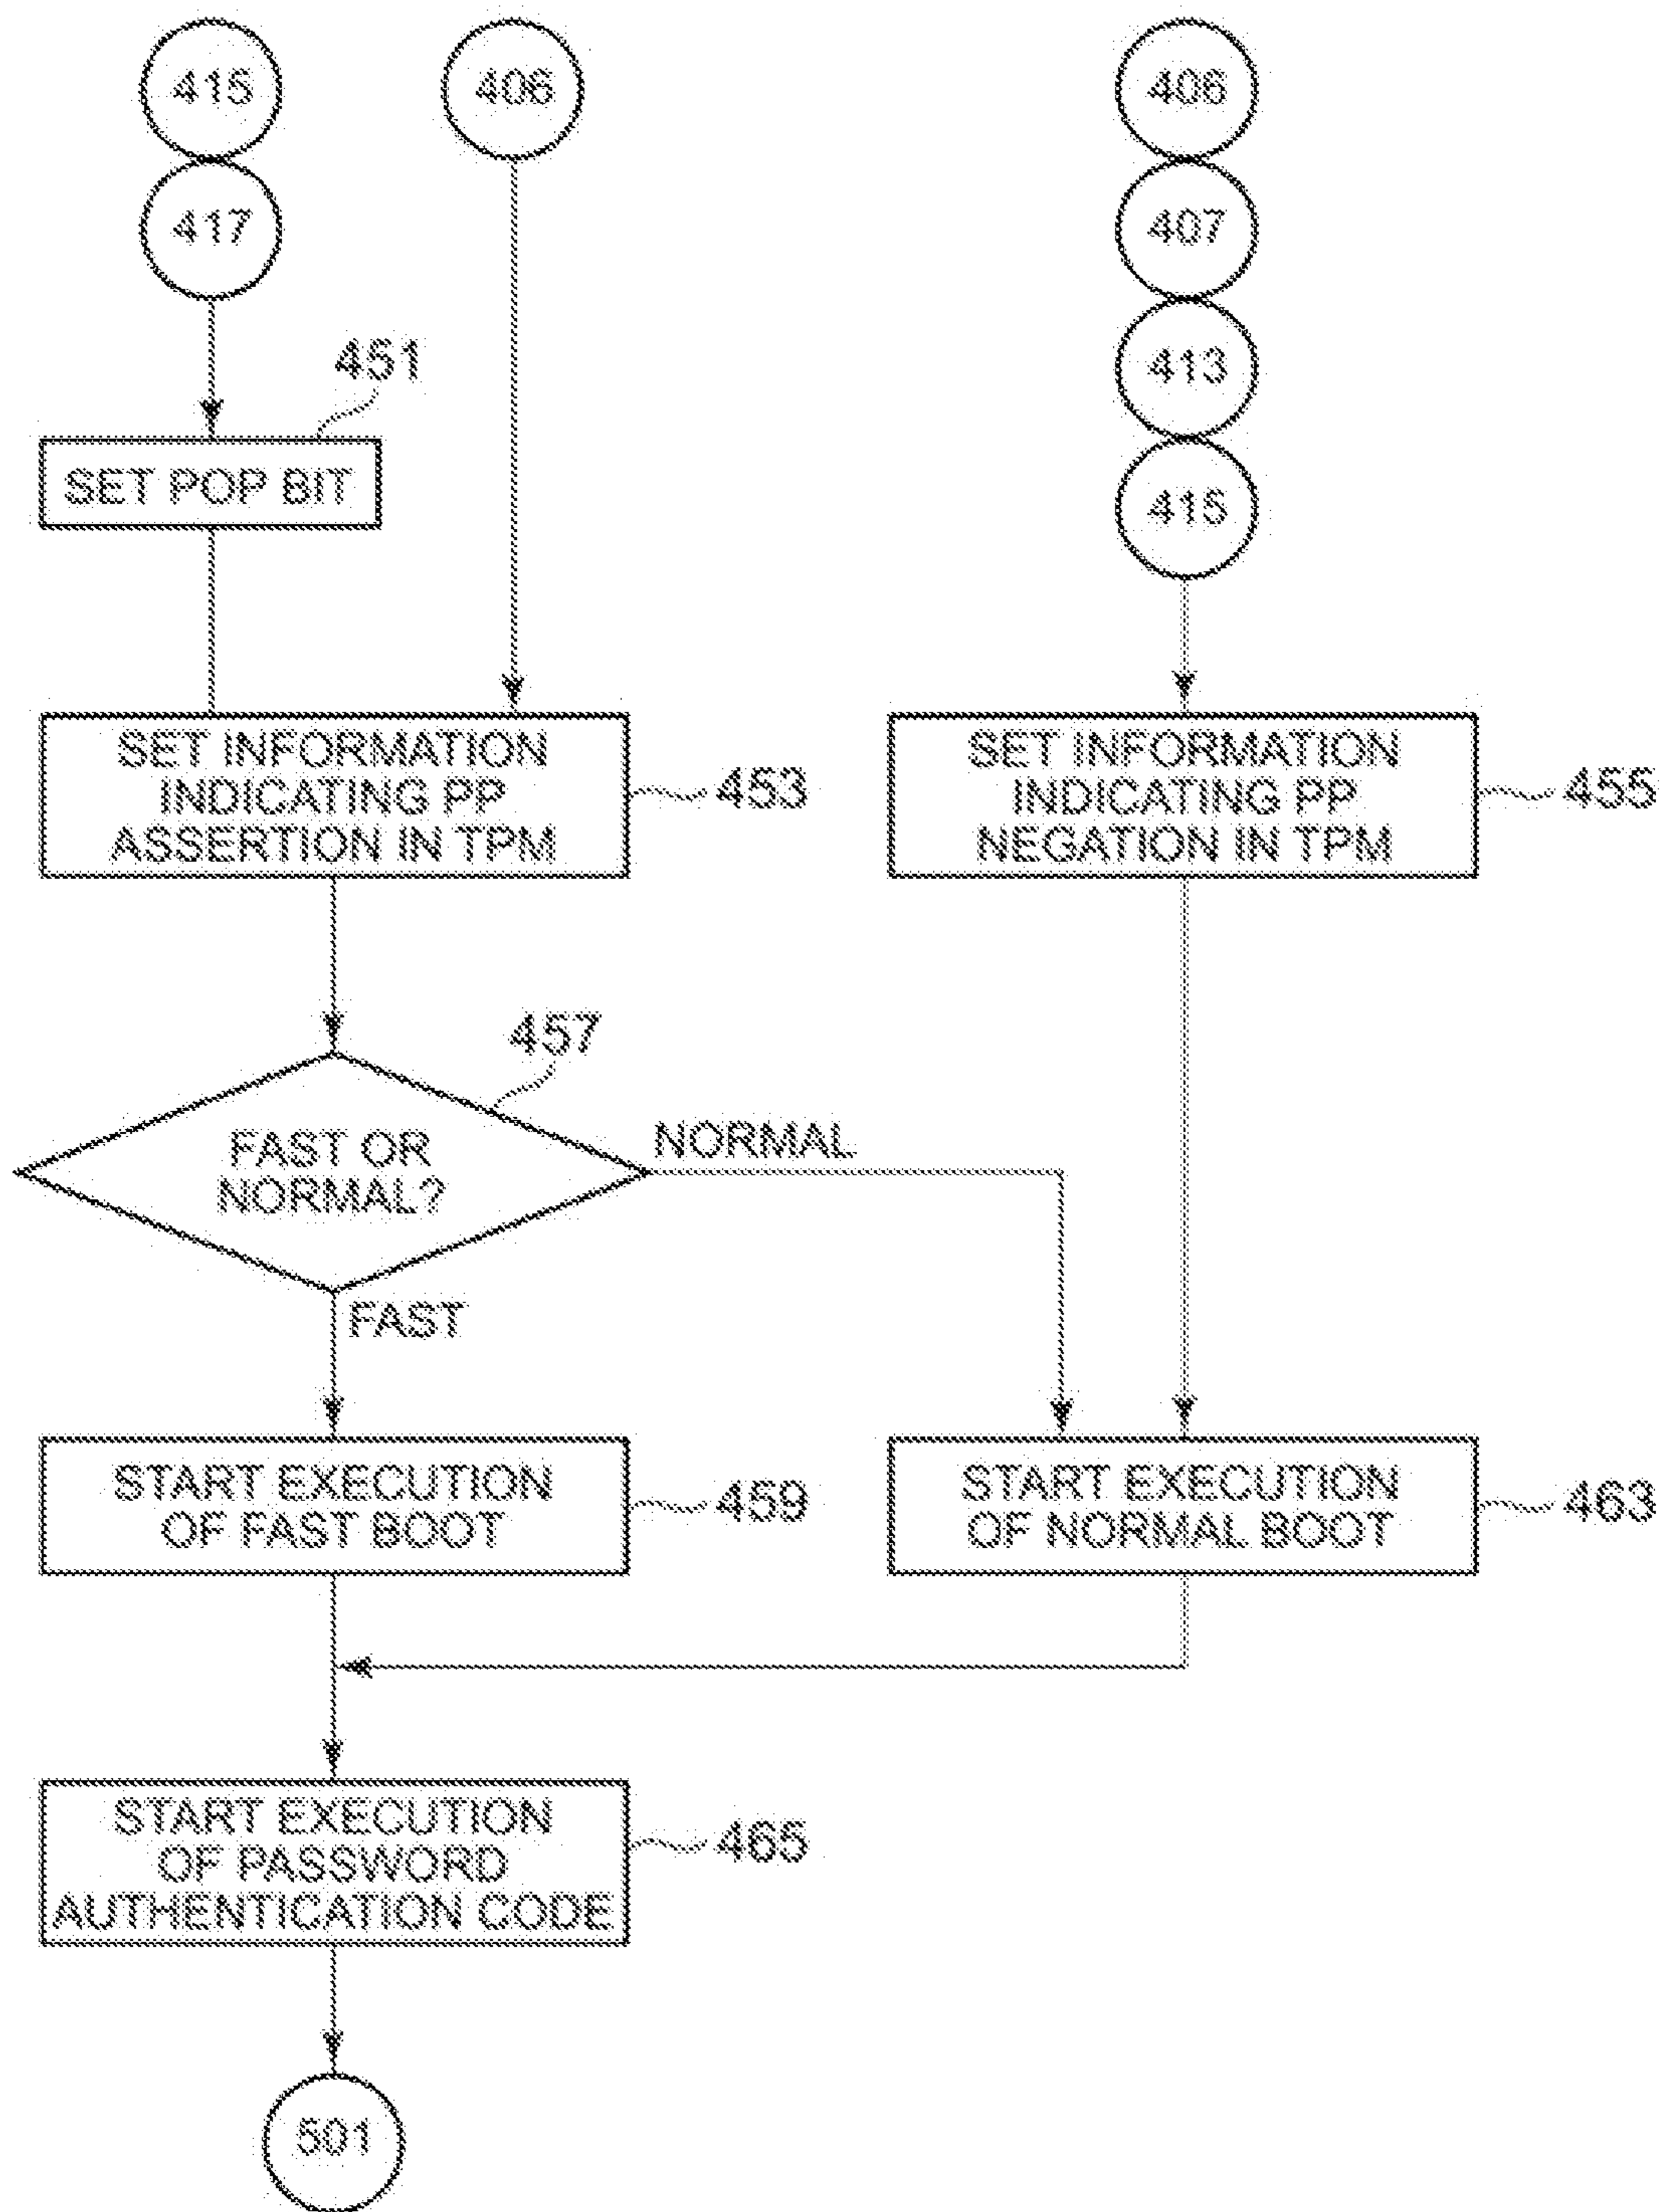 415
406
406
417
407
413
415
451
SET POP BIT
SET INFORMATION
INDICATING PP
ASSERTION IN TPM
453
SET INFORMATION
INDICATING PP
NEGATION IN TPM
455
457
FAST OR
NORMAL?
NORMAL
FAST
START EXECUTION
OF FAST BOOT
459
START EXECUTION
OF NORMAL BOOT
463
START EXECUTION
OF PASSWORD
AUTHENTICATION CODE
465
501